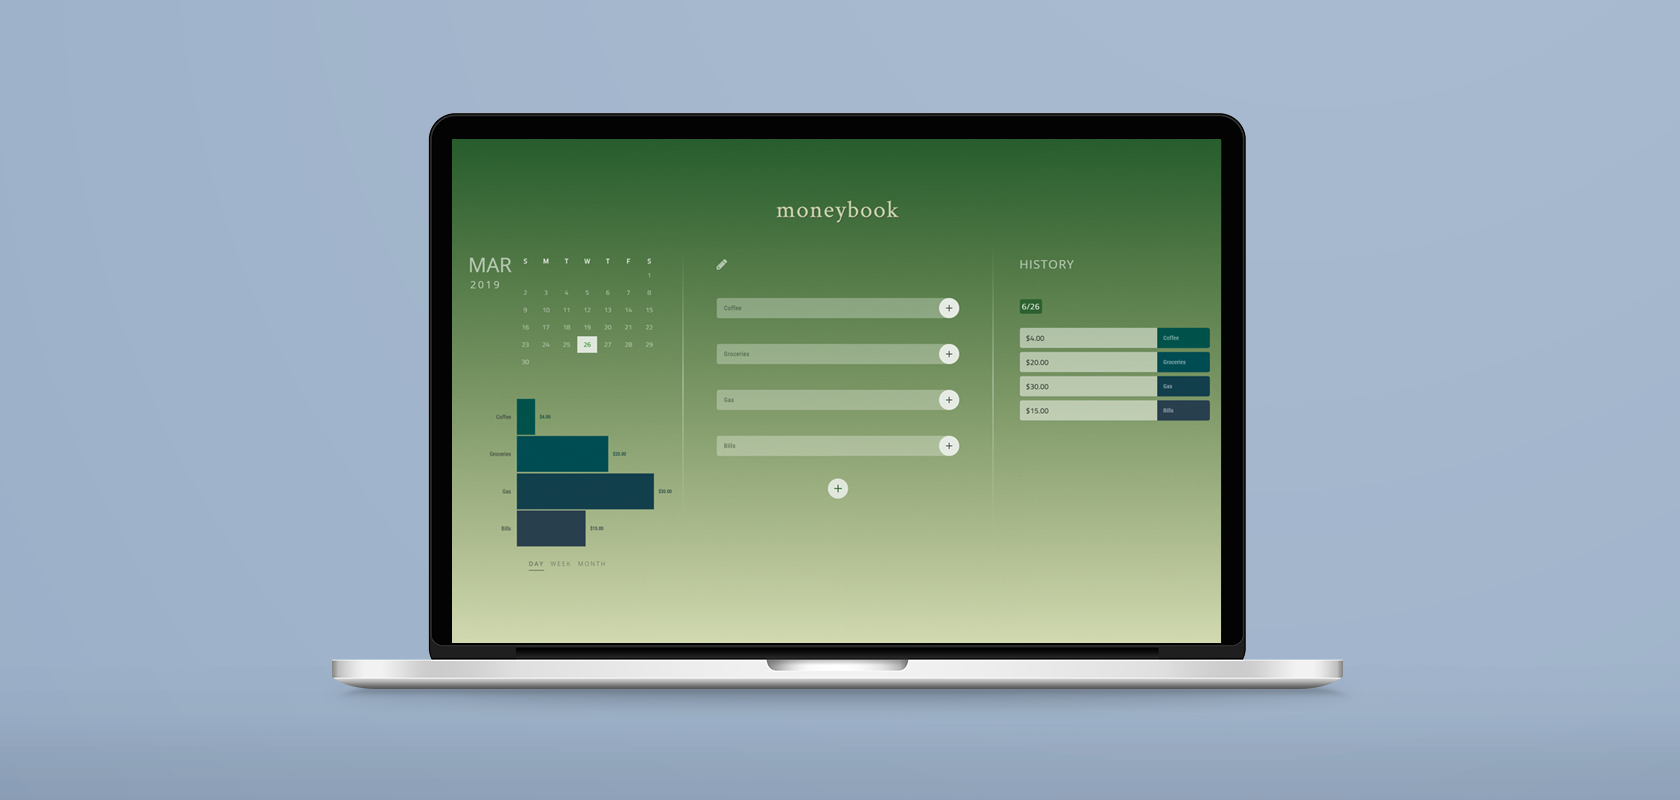 moneybook
MAR
2019
S M T W T F S
1
2 3 4 5 6 7 8
9 10 11 12 13 14 15
16 17 18 19 20 21 22
23 24 25 26 27 28 29
30
Coffee $4.00
Groceries $20.00
Gas $30.00
Bills $15.00
DAY WEEK MONTH
Coffee +
Groceries +
Gas +
Bills +
+
HISTORY
6/26
$4.00 Coffee
$20.00 Groceries
$30.00 Gas
$15.00 Bills